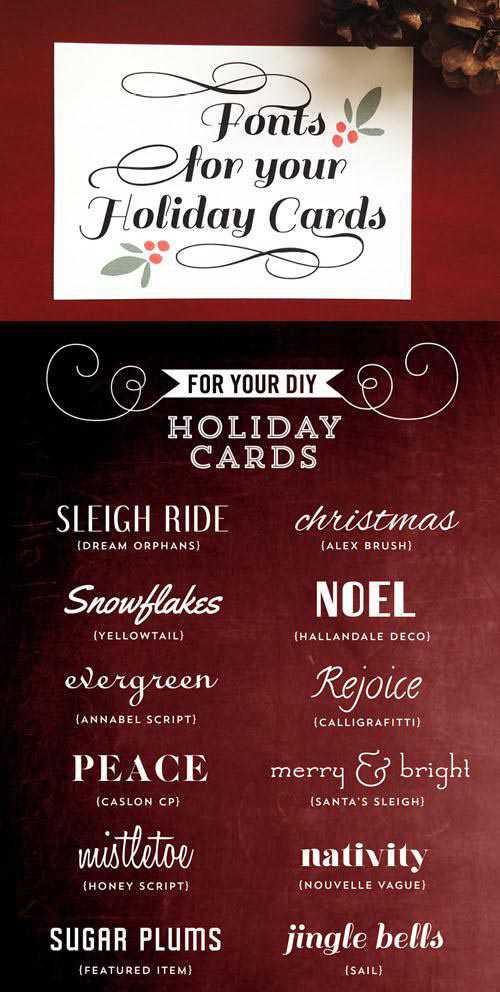 Fonts
for your
Holiday Cards
FOR YOUR DIY
HOLIDAY
CARDS
SLEIGH RIDE
{DREAM ORPHANS}
christmas
{ALEX BRUSH}
Snowflakes
{YELLOWTAIL}
NOEL
{HALLANDALE DECO}
evergreen
{ANNABEL SCRIPT}
Rejoice
{CALLIGRAFITTI}
PEACE
{CASLON CP}
merry & bright
{SANTA'S SLEIGH}
mistletoe
{HONEY SCRIPT}
nativity
{NOUVELLE VAGUE}
SUGAR PLUMS
{FEATURED ITEM}
jingle bells
{SAIL}